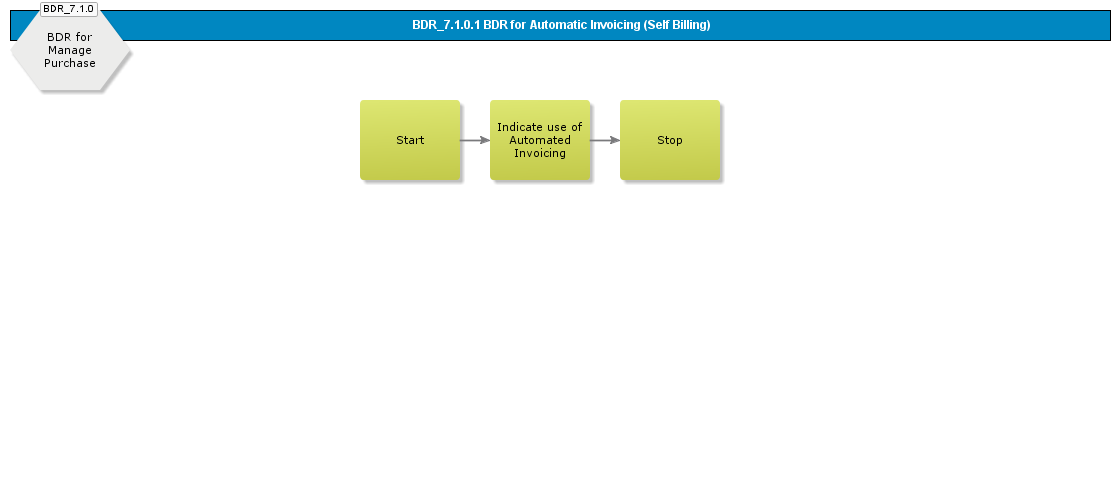 BDR_7.1.0
BDR_7.1.0.1 BDR for Automatic Invoicing (Self Billing)
BDR for
Manage
Purchase
Start
Indicate use of
Automated
Invoicing
Stop